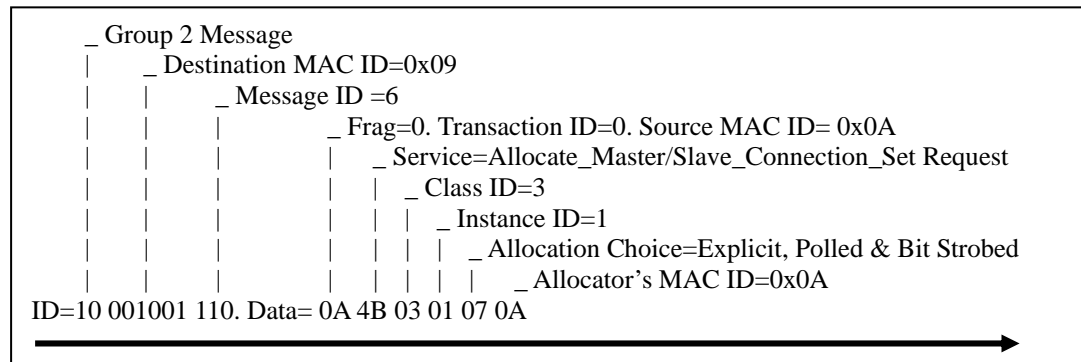 _ Group 2 Message
| _ Destination MAC ID=0x09
| | _ Message ID =6
| | | _ Frag=0. Transaction ID=0. Source MAC ID= 0x0A
| | | | _ Service=Allocate_Master/Slave_Connection_Set Request
| | | | | _ Class ID=3
| | | | | | _ Instance ID=1
| | | | | | | _ Allocation Choice=Explicit, Polled & Bit Strobed
| | | | | | | | _ Allocator’s MAC ID=0x0A
ID=10 001001 110. Data= 0A 4B 03 01 07 0A